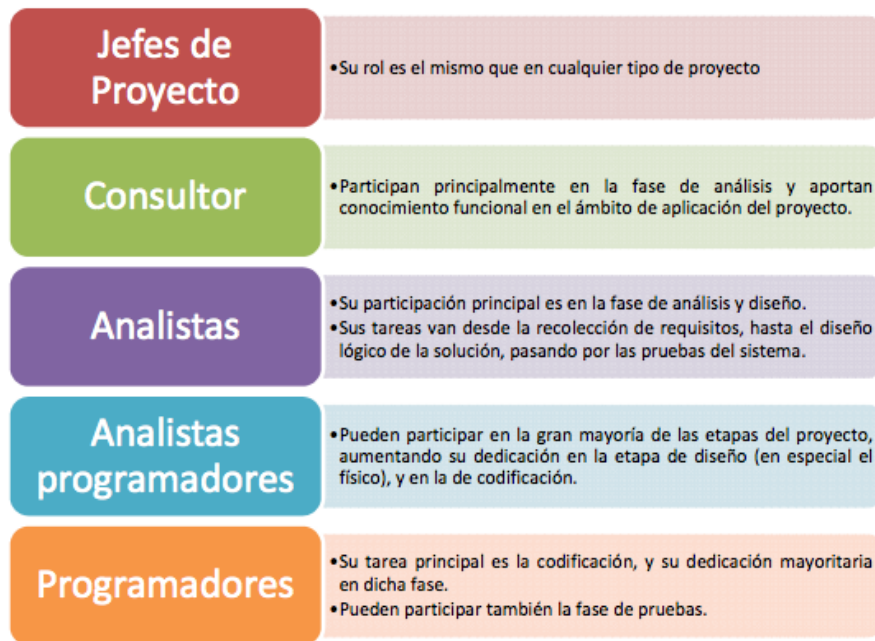 Jefes de
Proyecto
•Su rol es el mismo que en cualquier tipo de proyecto
Consultor
•Participan principalmente en la fase de análisis y aportan
conocimiento funcional en el ámbito de aplicación del proyecto.
Analistas
•Su participación principal es en la fase de análisis y diseño.
•Sus tareas van desde la recolección de requisitos, hasta el diseño
lógico de la solución, pasando por las pruebas del sistema.
Analistas
programadores
•Pueden participar en la gran mayoría de las etapas del proyecto,
aumentando su dedicación en la etapa de diseño (en especial el
físico), y en la de codificación.
Programadores
•Su tarea principal es la codificación, y su dedicación mayoritaria
en dicha fase.
•Pueden participar también la fase de pruebas.